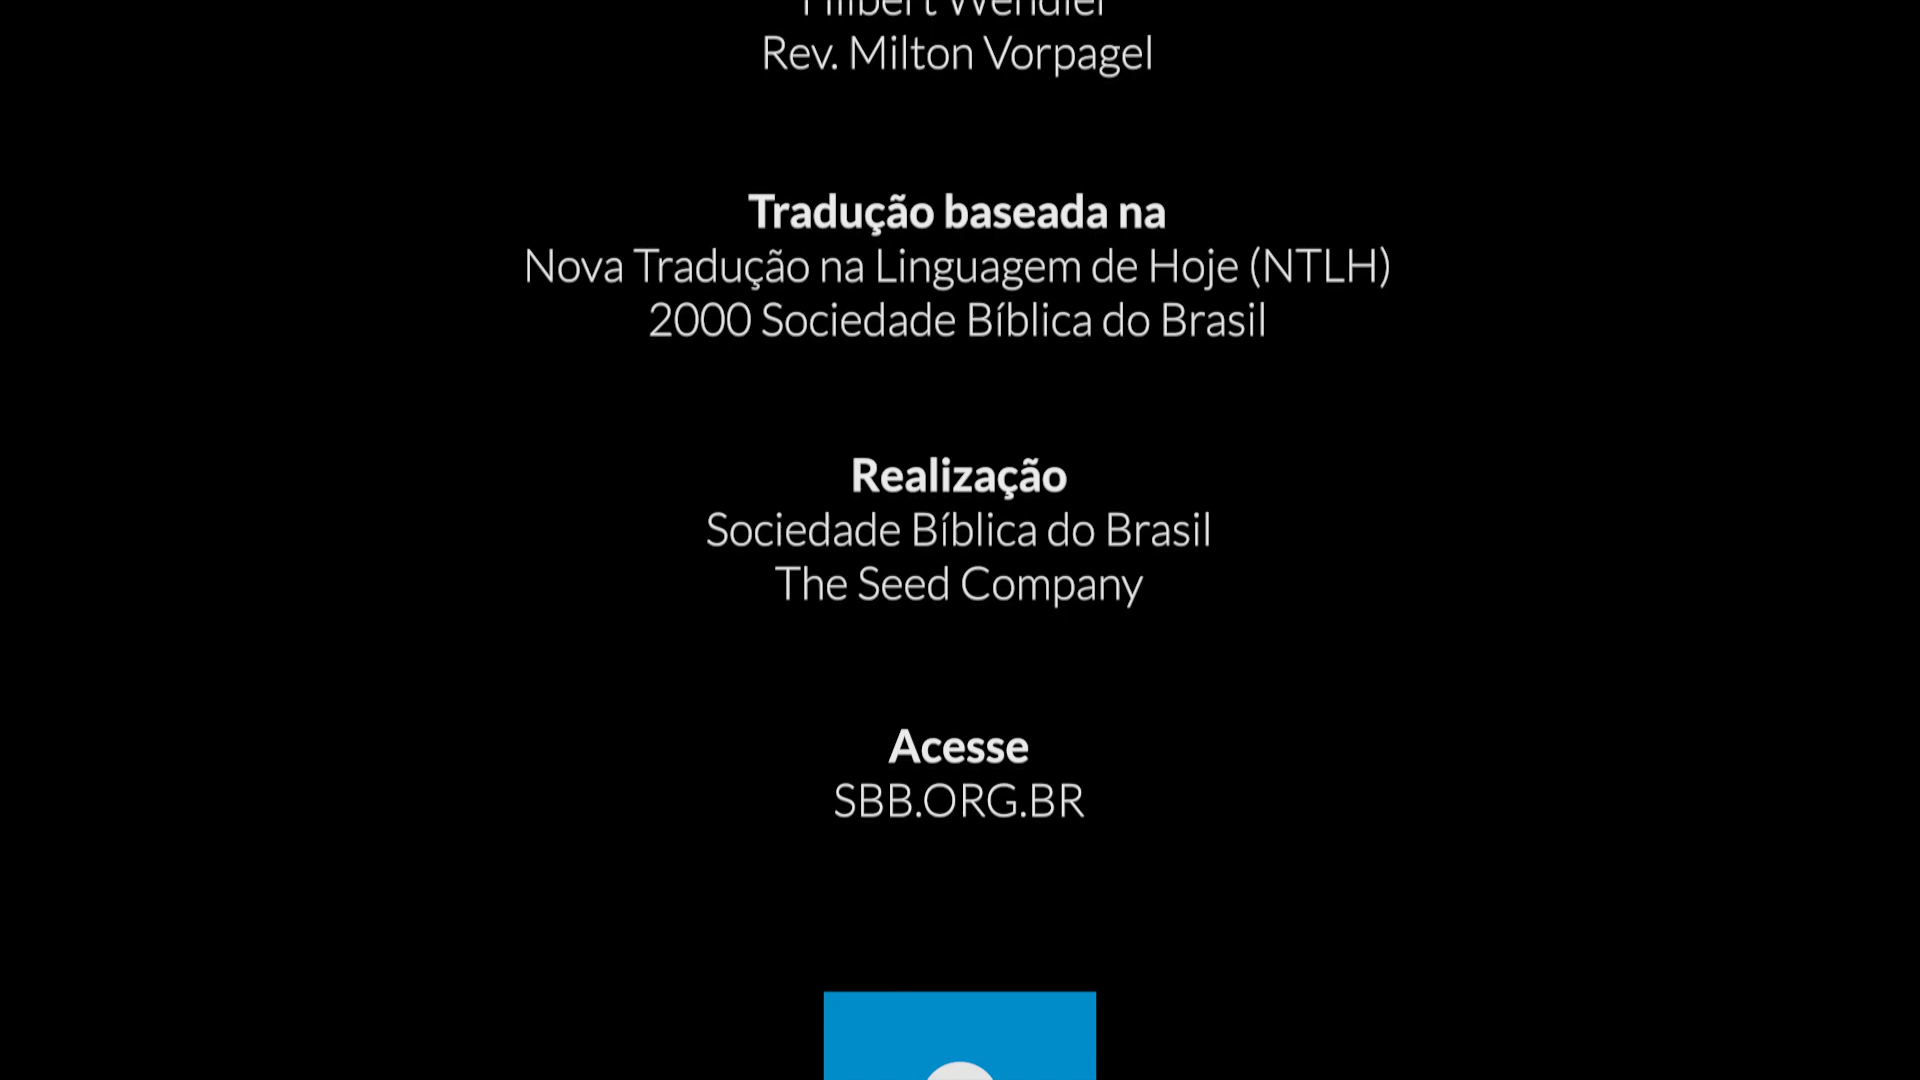 Rev. Milton Vorpagel
Tradução baseada na
Nova Tradução na Linguagem de Hoje (NTLH)
2000 Sociedade Bíblica do Brasil
Realização
Sociedade Bíblica do Brasil
The Seed Company
Acesse
SBB.ORG.BR